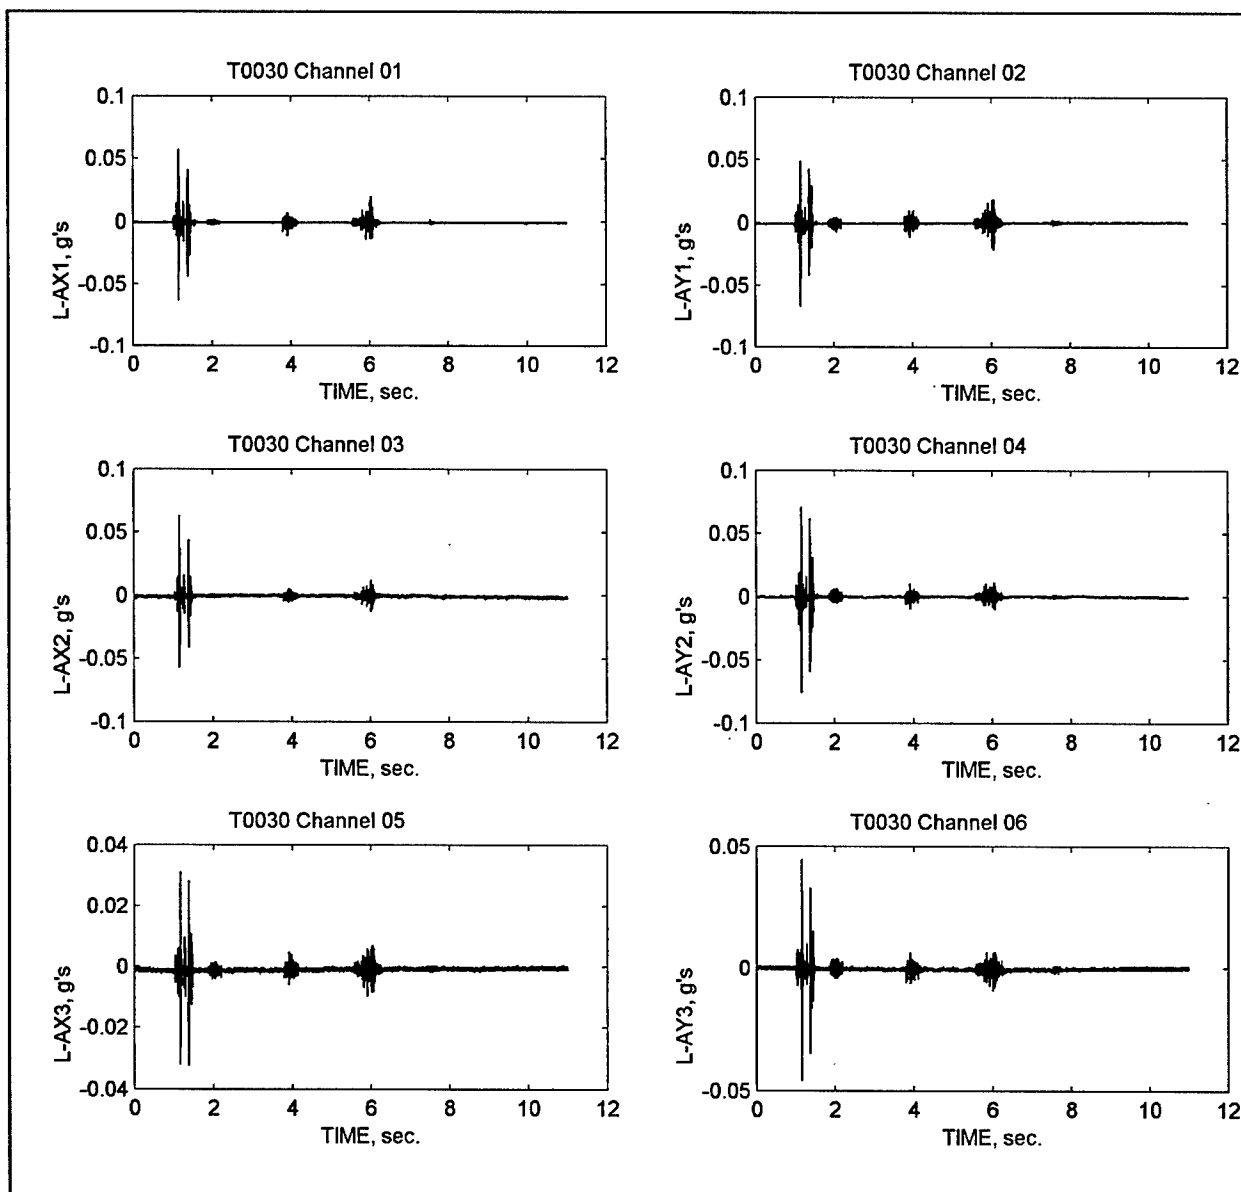 T0030 Channel 01
0.1
0.05
0
-0.05
-0.1
L-AX1, g's
0 2 4 6 8 10 12
TIME, sec.
T0030 Channel 02
0.1
0.05
0
-0.05
-0.1
L-AY1, g's
0 2 4 6 8 10 12
TIME, sec.
T0030 Channel 03
0.1
0.05
0
-0.05
-0.1
L-AX2, g's
0 2 4 6 8 10 12
TIME, sec.
T0030 Channel 04
0.1
0.05
0
-0.05
-0.1
L-AY2, g's
0 2 4 6 8 10 12
TIME, sec.
T0030 Channel 05
0.04
0.02
0
-0.02
-0.04
L-AX3, g's
0 2 4 6 8 10 12
TIME, sec.
T0030 Channel 06
0.05
0
-0.05
L-AY3, g's
0 2 4 6 8 10 12
TIME, sec.